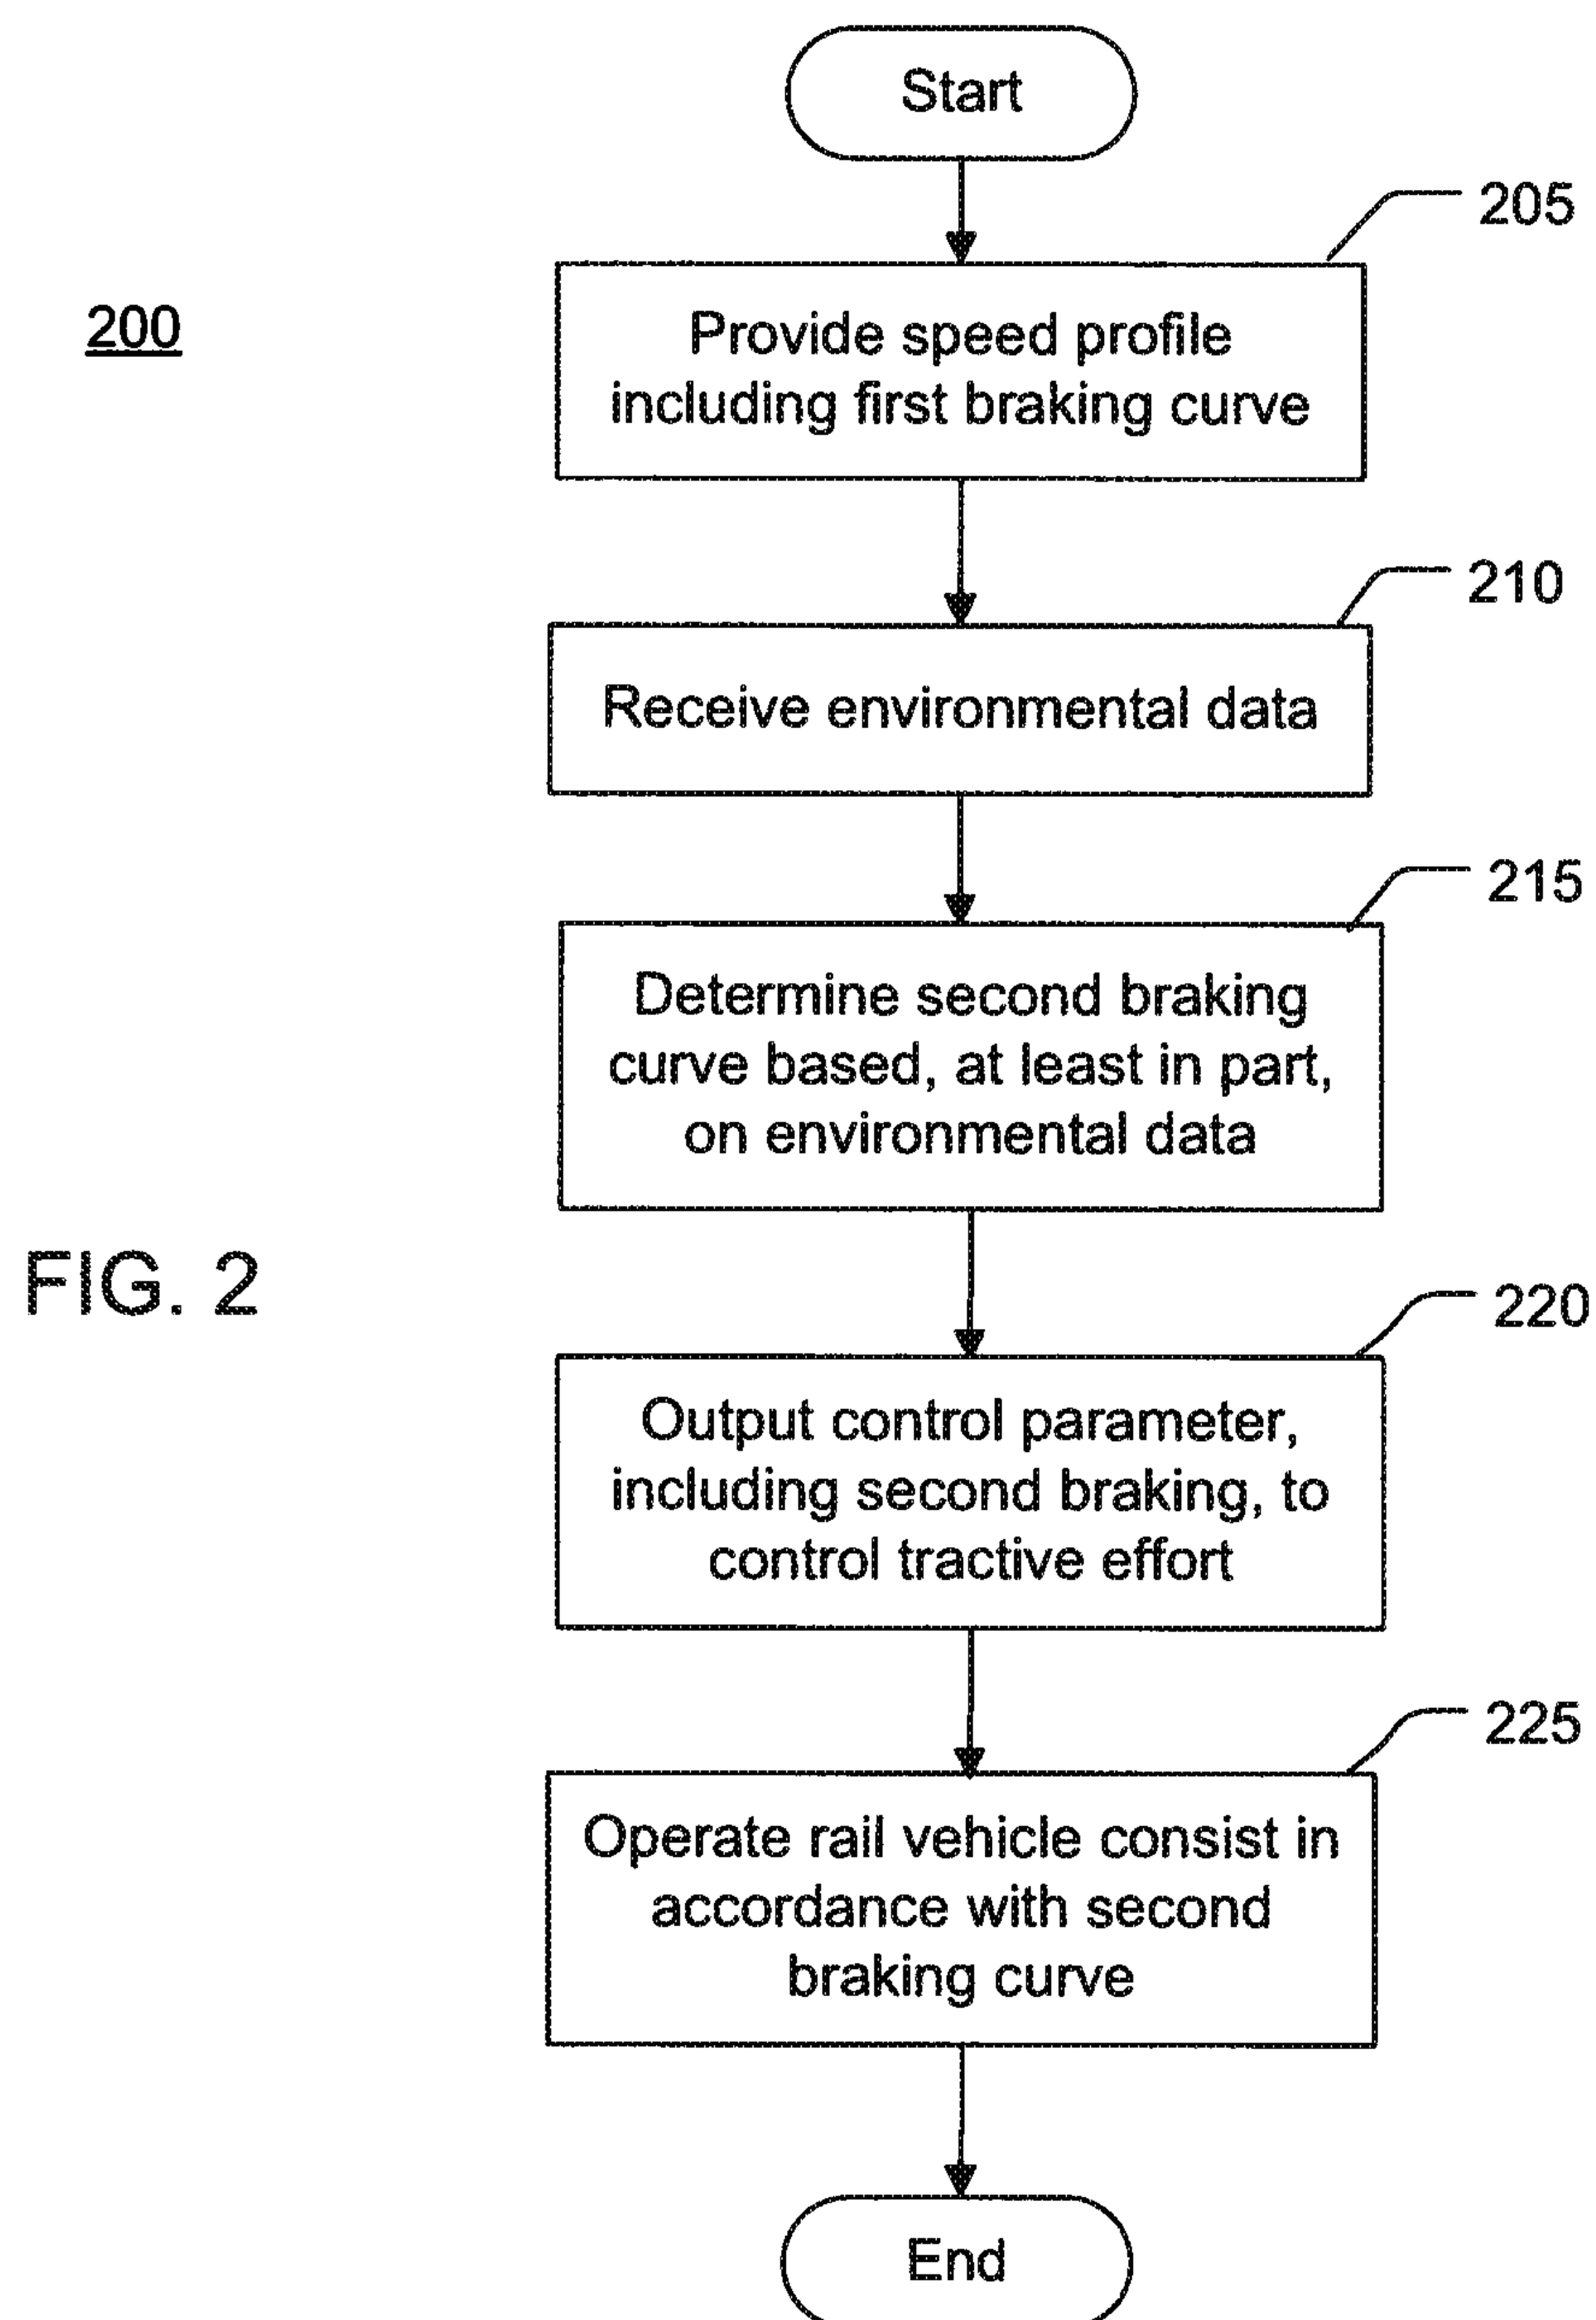 Start
205
200
Provide speed profile
including first braking curve
210
Receive environmental data
215
Determine second braking
curve based, at least in part,
on environmental data
FIG. 2
220
Output control parameter,
including second braking, to
control tractive effort
225
Operate rail vehicle consist in
accordance with second
braking curve
End